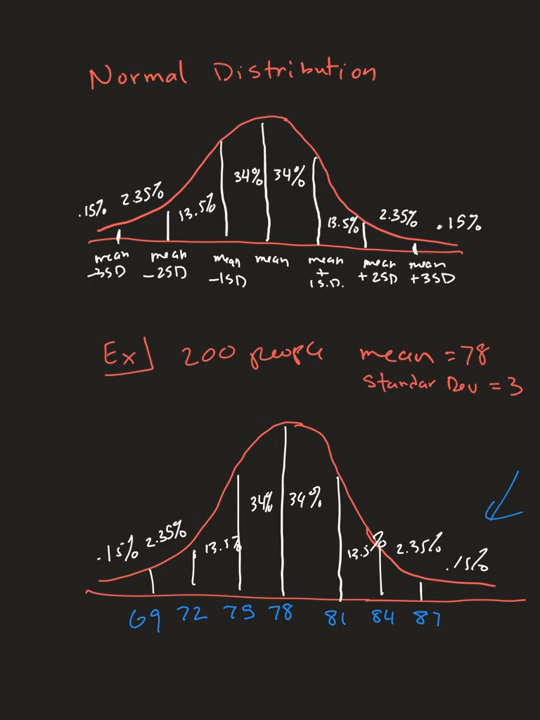 Normal Distribution
.15% 2.35% 13.5% 34% 34% 13.5% 2.35% .15%
mean -3SD mean -2SD mean -1SD mean mean + 1S.D. mean +2SD mean +3SD
Ex] 200 people mean = 78
Standar Dev = 3
.15% 2.35% 13.5% 34% 34% 13.5% 2.35% .15%
69 72 75 78 81 84 87